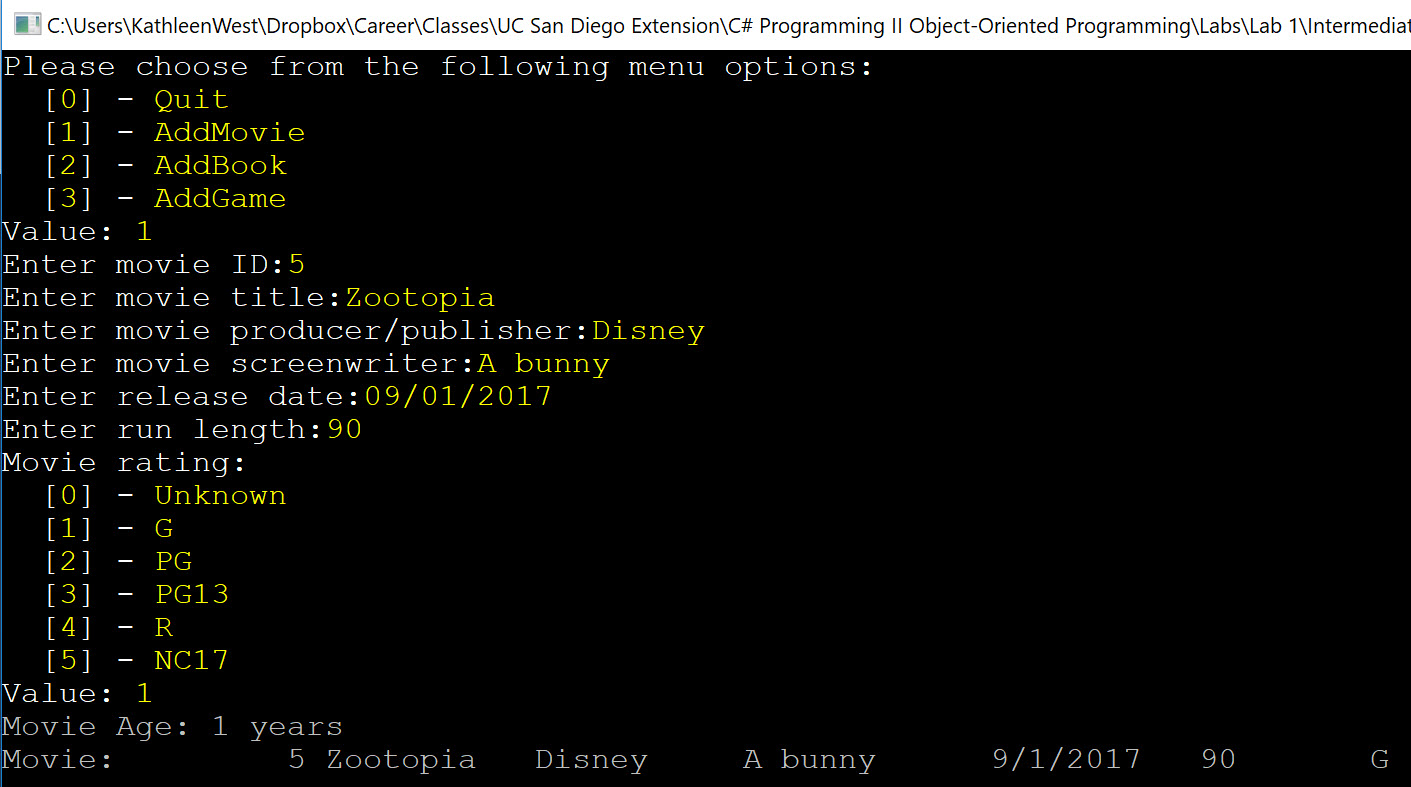 C:\Users\KathleenWest\Dropbox\Career\Classes\UC San Diego Extension\C# Programming II Object-Oriented Programming\Labs\Lab 1\Intermediat
Please choose from the following menu options:
[0] - Quit
[1] - AddMovie
[2] - AddBook
[3] - AddGame
Value: 1
Enter movie ID:5
Enter movie title:Zootopia
Enter movie producer/publisher:Disney
Enter movie screenwriter:A bunny
Enter release date:09/01/2017
Enter run length:90
Movie rating:
[0] - Unknown
[1] - G
[2] - PG
[3] - PG13
[4] - R
[5] - NC17
Value: 1
Movie Age: 1 years
Movie: 5 Zootopia Disney A bunny 9/1/2017 90 G